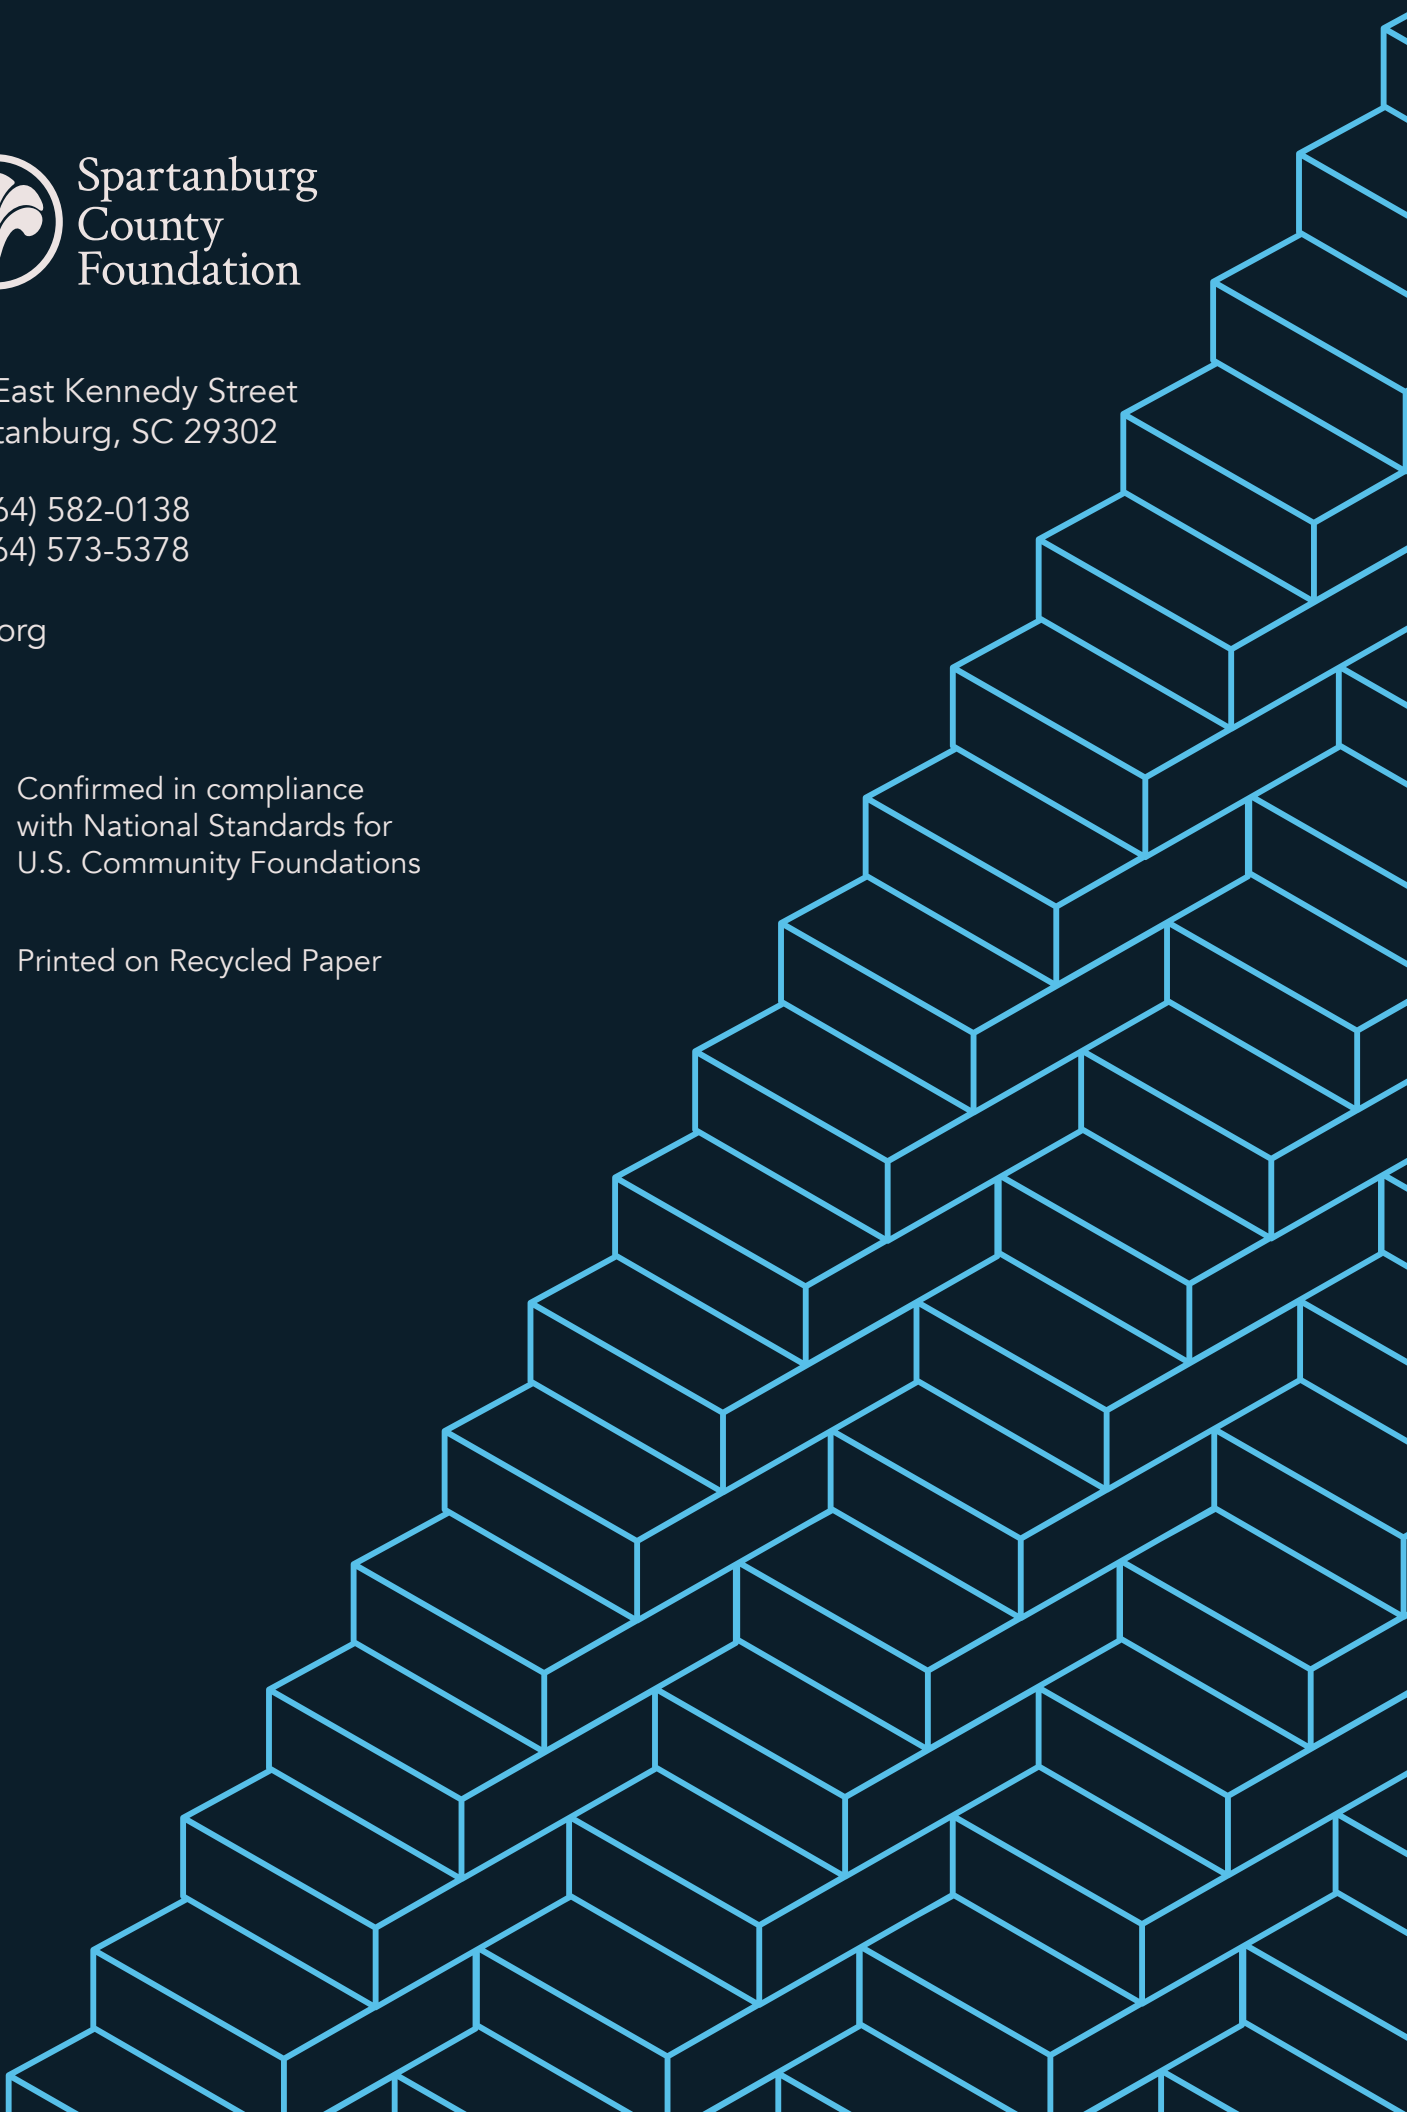 Spartanburg
County
Foundation
East Kennedy Street
tanburg, SC 29302
64) 582-0138
64) 573-5378
org
Confirmed in compliance
with National Standards for
U.S. Community Foundations
Printed on Recycled Paper